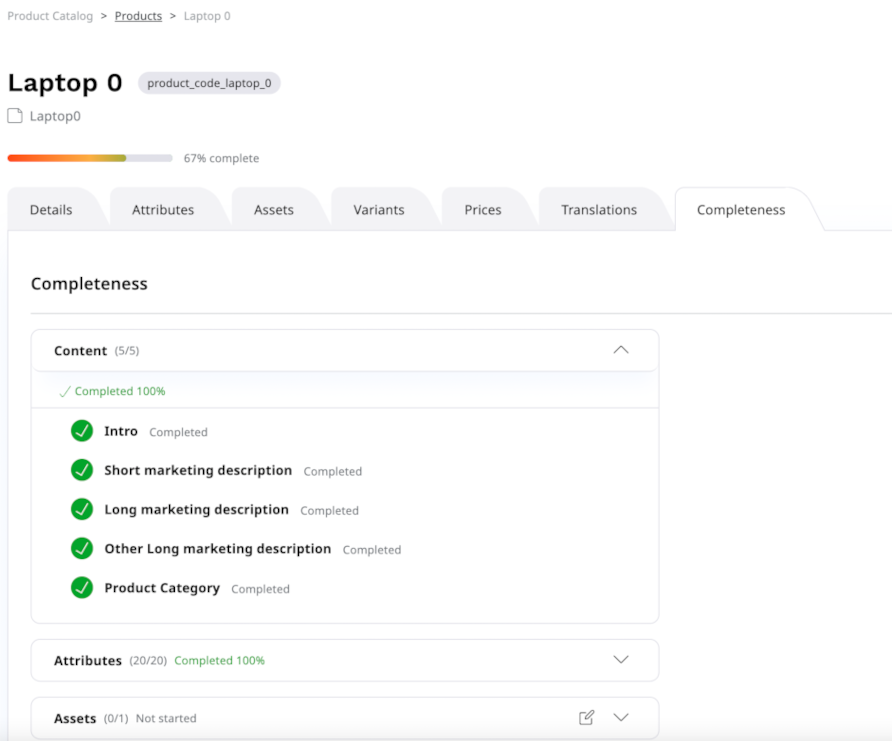 Product Catalog > Products > Laptop 0
Laptop 0 product_code_laptop_0
Laptop0
67% complete
Details Attributes Assets Variants Prices Translations Completeness
Completeness
Content (5/5)
Completed 100%
Intro Completed
Short marketing description Completed
Long marketing description Completed
Other Long marketing description Completed
Product Category Completed
Attributes (20/20) Completed 100%
Assets (0/1) Not started